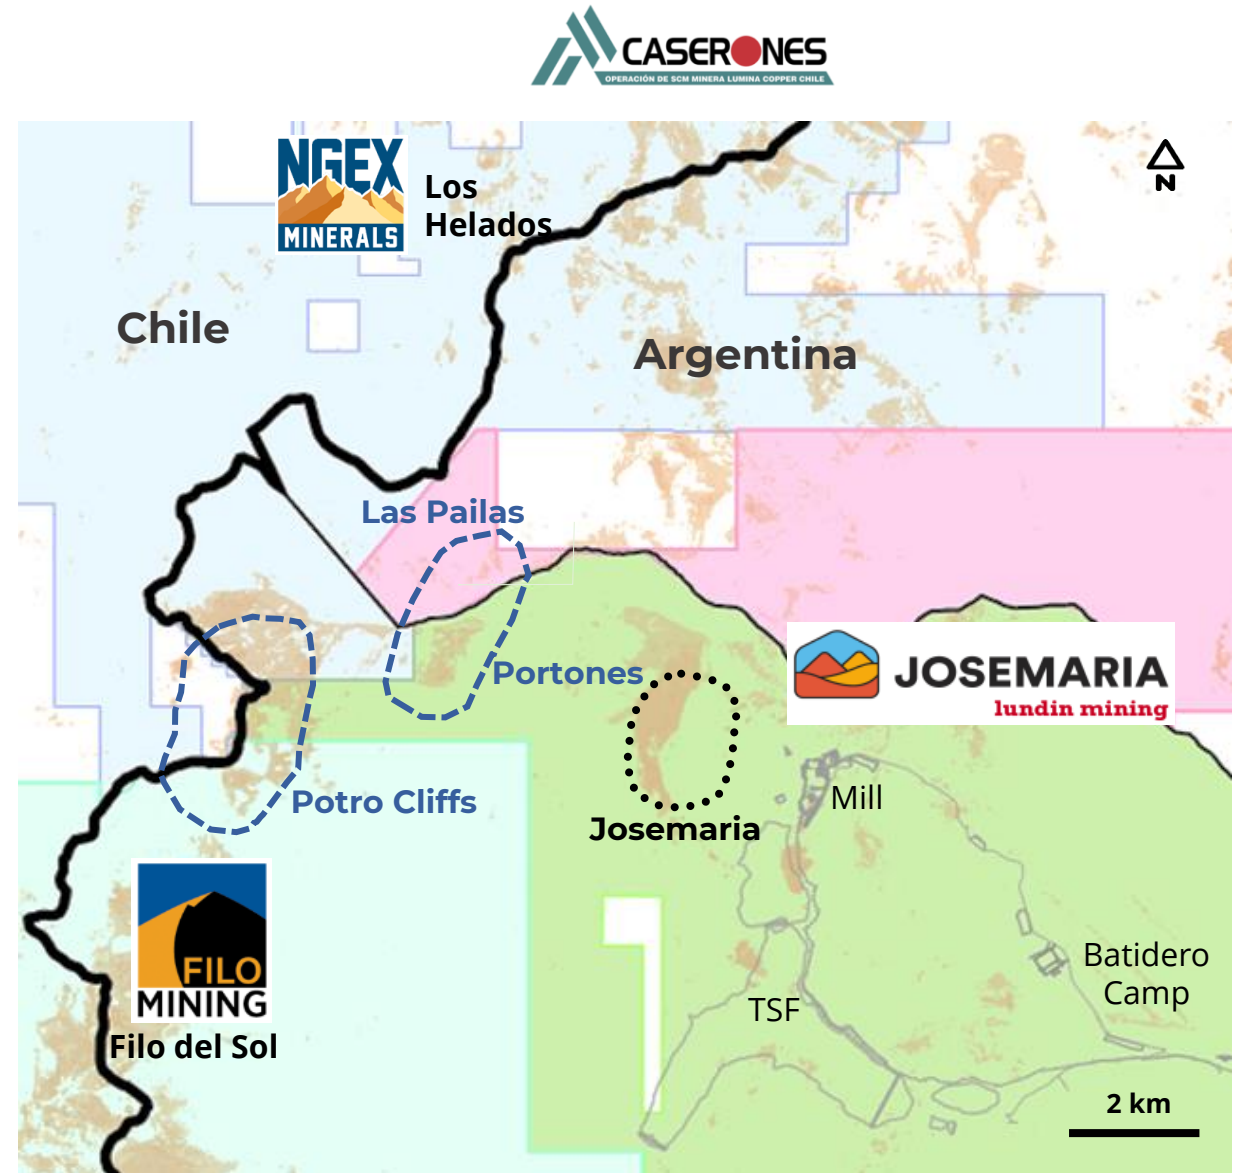 CASERONES
OPERACIÓN DE SCM MINERA LUMINA COPPER CHILE
NGEX
MINERALS
Los
Helados
N
Chile
Argentina
Las Pailas
Portones
JOSEMARIA
lundin mining
Potro Cliffs
Mill
Josemaria
FILO
MINING
Filo del Sol
Batidero
Camp
TSF
2 km